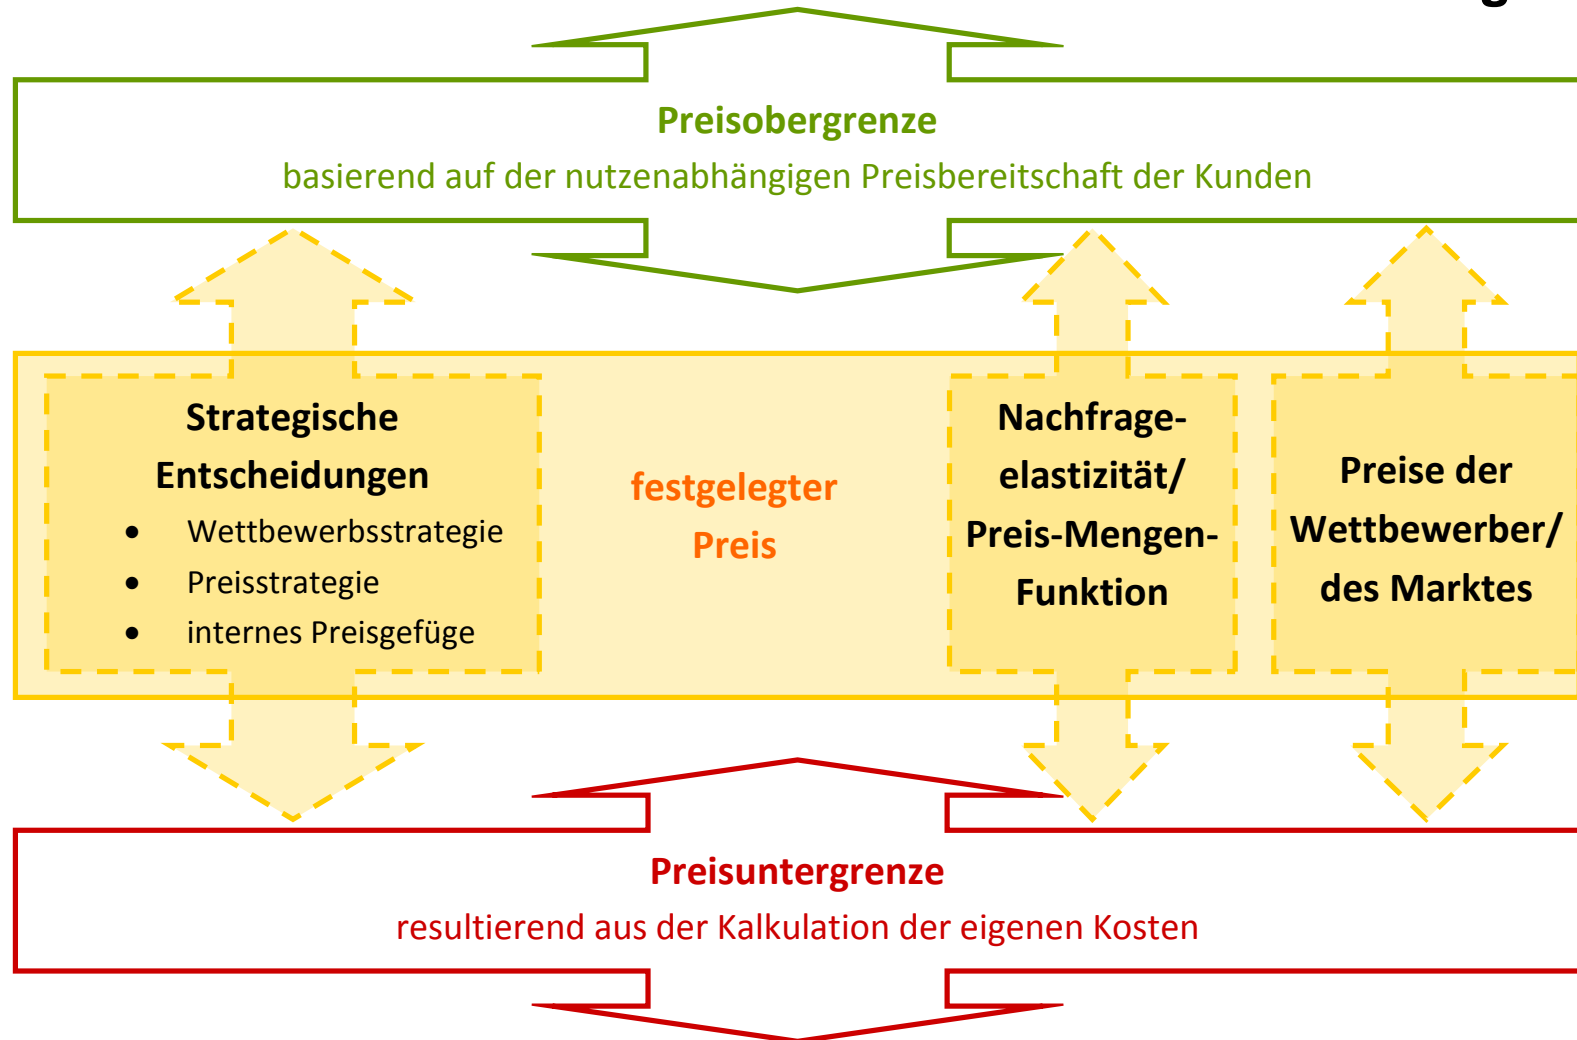 g
Preisobergrenze
basierend auf der nutzenabhängigen Preisbereitschaft der Kunden
Strategische
Entscheidungen
• Wettbewerbsstrategie
• Preisstrategie
• internes Preisgefüge
festgelegter
Preis
Nachfrage-
elastizität/
Preis-Mengen-
Funktion
Preise der
Wettbewerber/
des Marktes
Preisuntergrenze
resultierend aus der Kalkulation der eigenen Kosten